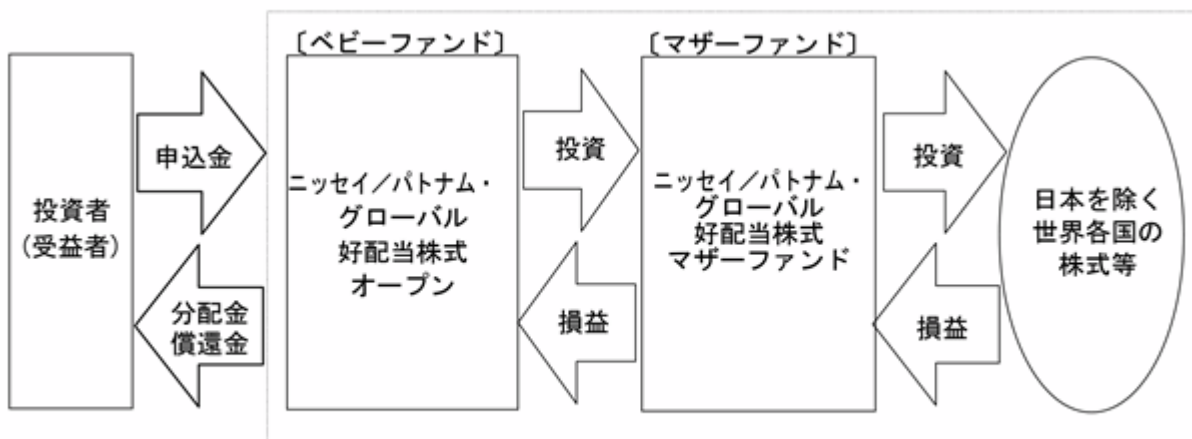 〔ベビーファンド〕
〔マザーファンド〕
投資者
(受益者)
申込金
分配金
償還金
ニッセイ/パトナム・
グローバル
好配当株式
オープン
投資
損益
ニッセイ/パトナム・
グローバル
好配当株式
マザーファンド
投資
損益
日本を除く
世界各国の
株式等